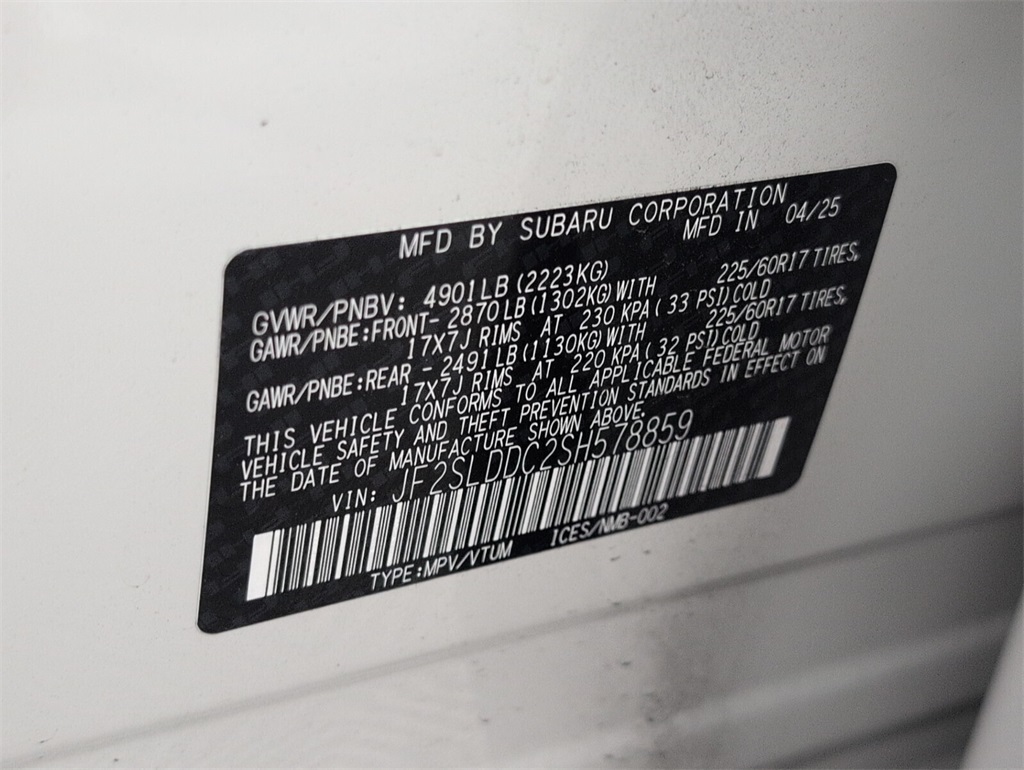 MFD BY SUBARU CORPORATION
MFD IN 04/25
GVWR/PNBV: 4901LB(2223KG)
GAWR/PNBE:FRONT- 2870LB(1302KG)WITH 225/60R17 TIRES,
17X7J RIMS AT 230 KPA( 33 PSI)COLD
GAWR/PNBE:REAR - 2491LB(1130KG)WITH 225/60R17 TIRES,
17X7J RIMS AT 220 KPA( 32 PSI)COLD
THIS VEHICLE CONFORMS TO ALL APPLICABLE FEDERAL MOTOR
VEHICLE SAFETY AND THEFT PREVENTION STANDARDS IN EFFECT ON
THE DATE OF MANUFACTURE SHOWN ABOVE.
VIN: JF2SLDDC2SH578859
TYPE:MPV/VTUM ICES/NMB-002